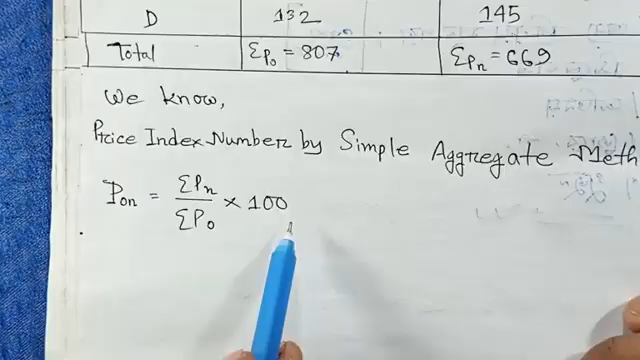 D 132 145
Total ΣP₀ = 807 ΣPₙ = 669
We know,
Price Index Number by Simple Aggregate Meth
P₀ₙ = ΣPₙ / ΣP₀ × 100